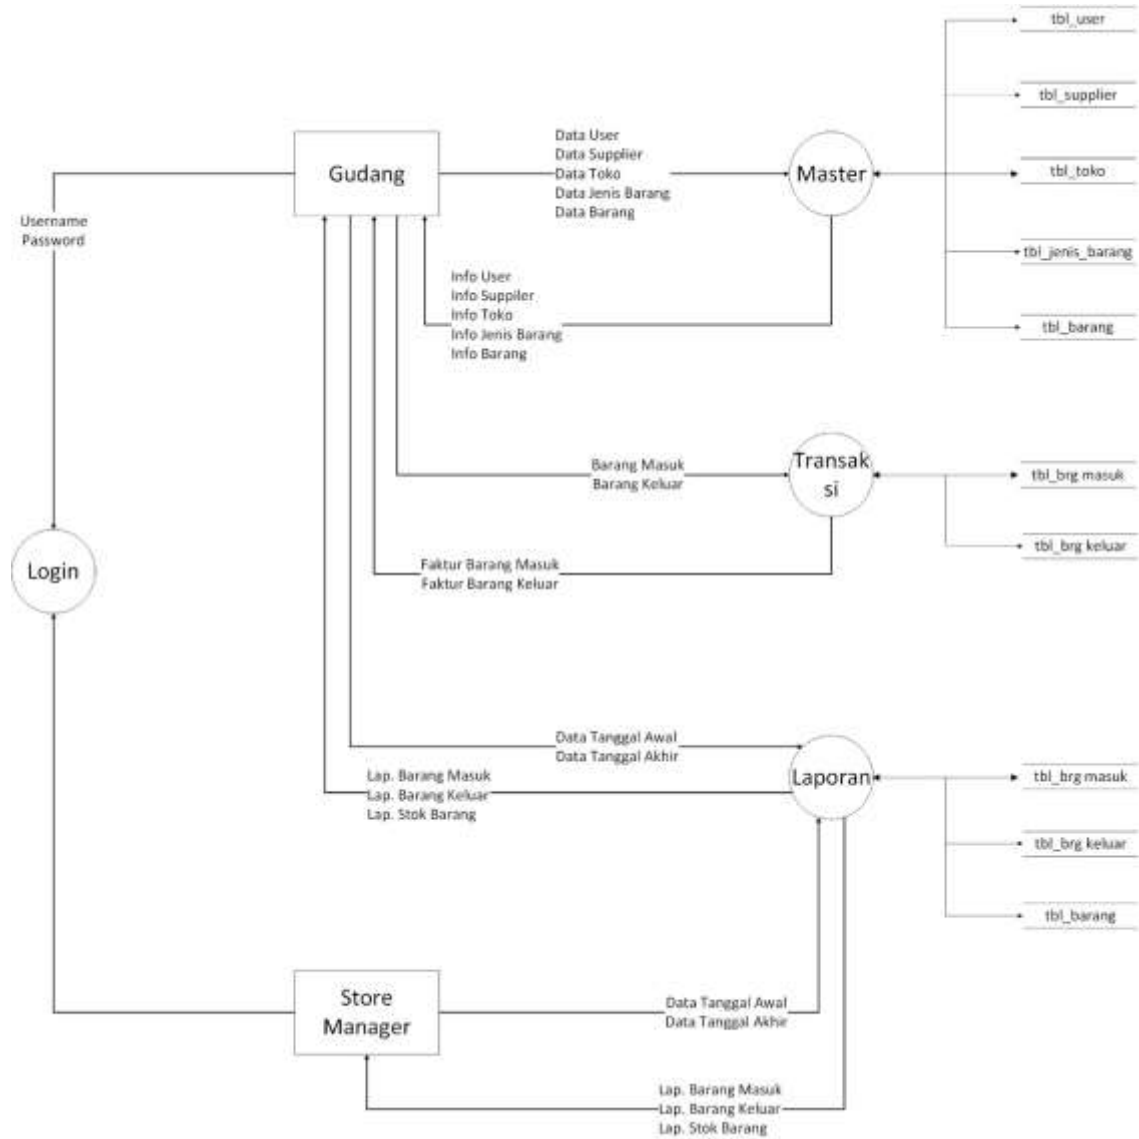 tbl_user
tbl_supplier
Data User
Data Supplier
Data Toko
Data Jenis Barang
Data Barang
Gudang
Master
tbl_toko
Username
Password
tbl_jenis_barang
Info User
Info Suppiler
Info Toko
Info Jenis Barang
Info Barang
tbl_barang
Barang Masuk
Barang Keluar
Transak
si
tbl_brg masuk
tbl_brg keluar
Faktur Barang Masuk
Faktur Barang Keluar
Login
Data Tanggal Awal
Data Tanggal Akhir
Lap. Barang Masuk
Lap. Barang Keluar
Lap. Stok Barang
Laporan
tbl_brg masuk
tbl_brg keluar
tbl_barang
Store
Manager
Data Tanggal Awal
Data Tanggal Akhir
Lap. Barang Masuk
Lap. Barang Keluar
Lap. Stok Barang